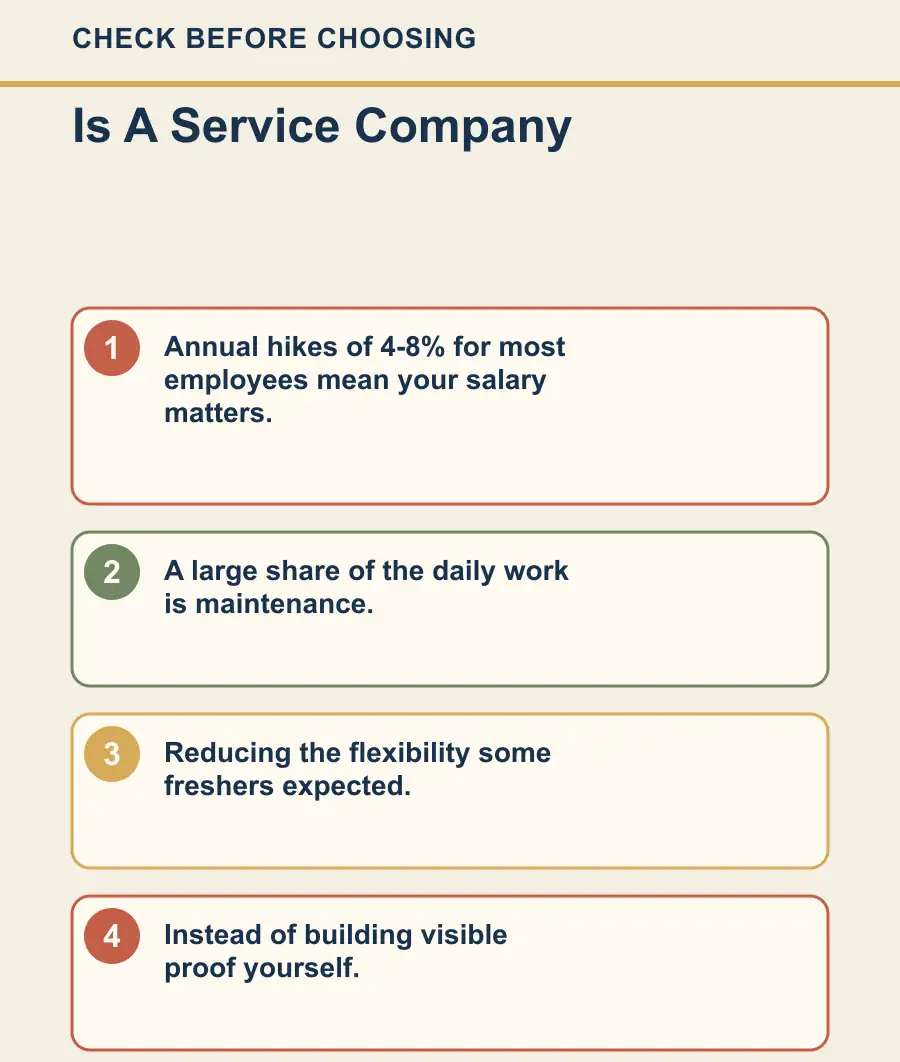 CHECK BEFORE CHOOSING
Is A Service Company
1
Annual hikes of 4-8% for most
employees mean your salary
matters.
2
A large share of the daily work
is maintenance.
3
Reducing the flexibility some
freshers expected.
4
Instead of building visible
proof yourself.